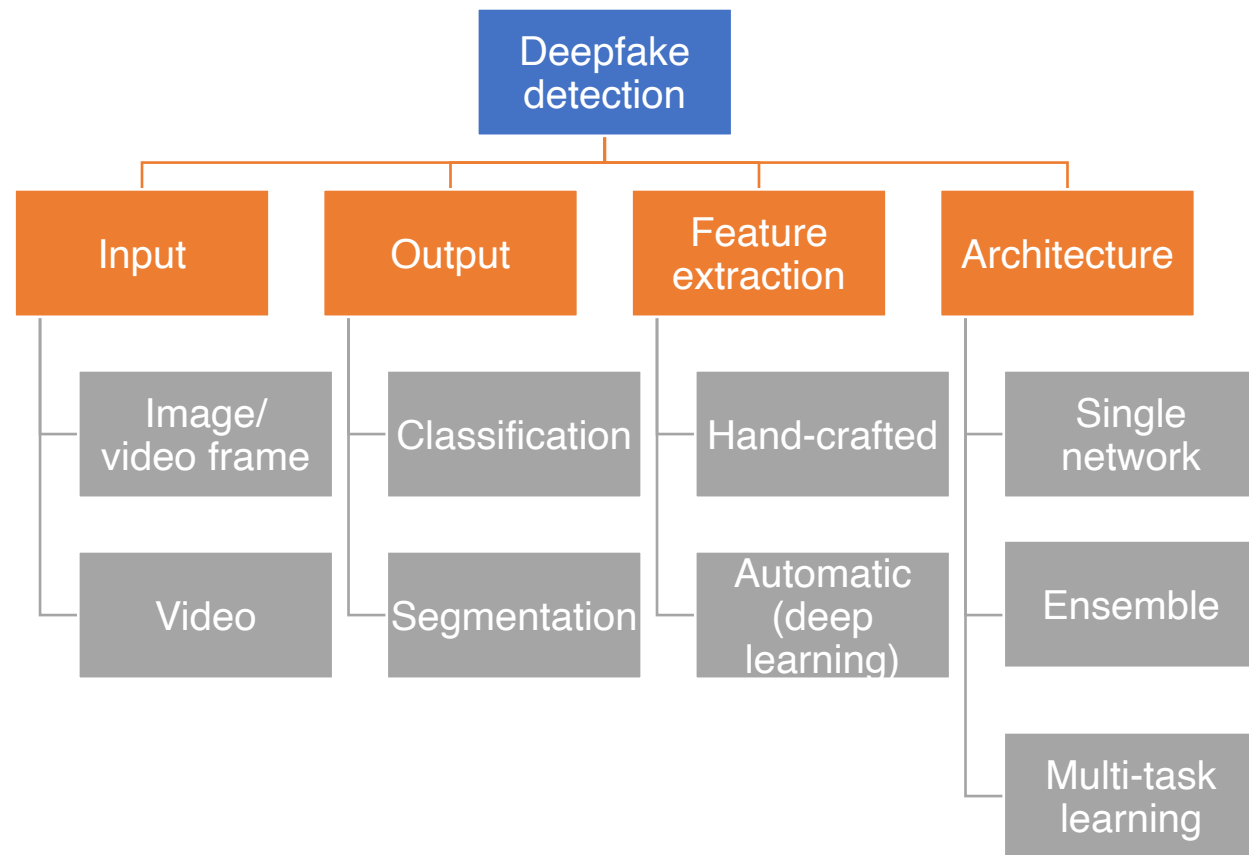 Deepfake
detection
Input
Output
Feature
extraction
Architecture
Image/
video frame
Classification
Hand-crafted
Single
network
Video
Segmentation
Automatic
(deep
learning)
Ensemble
Multi-task
learning